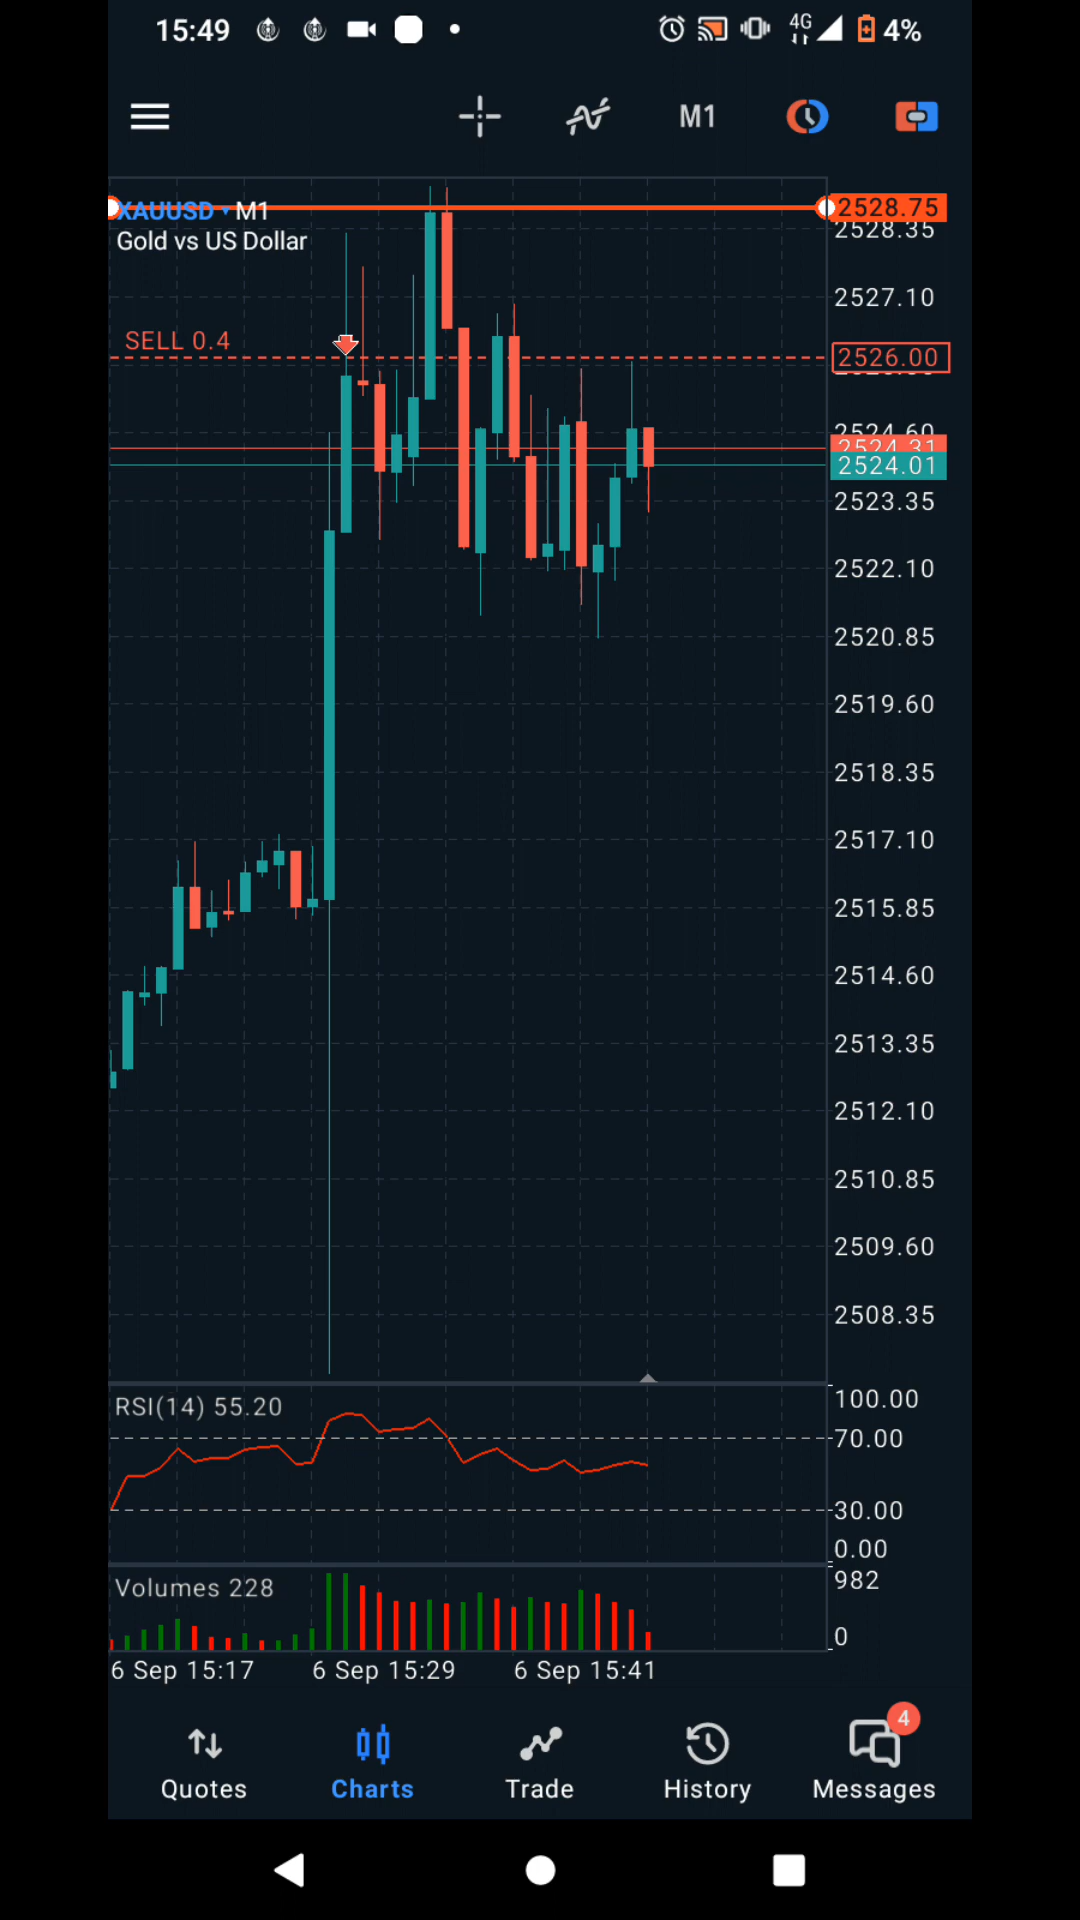 15:49
4G
4%
M1
XAUUSD M1
Gold vs US Dollar
2528.75
2528.35
2527.10
SELL 0.4
2526.00
2524.60
2524.31
2524.01
2523.35
2522.10
2520.85
2519.60
2518.35
2517.10
2515.85
2514.60
2513.35
2512.10
2510.85
2509.60
2508.35
RSI(14) 55.20
100.00
70.00
30.00
0.00
Volumes 228
982
0
6 Sep 15:17
6 Sep 15:29
6 Sep 15:41
4
Quotes
Charts
Trade
History
Messages